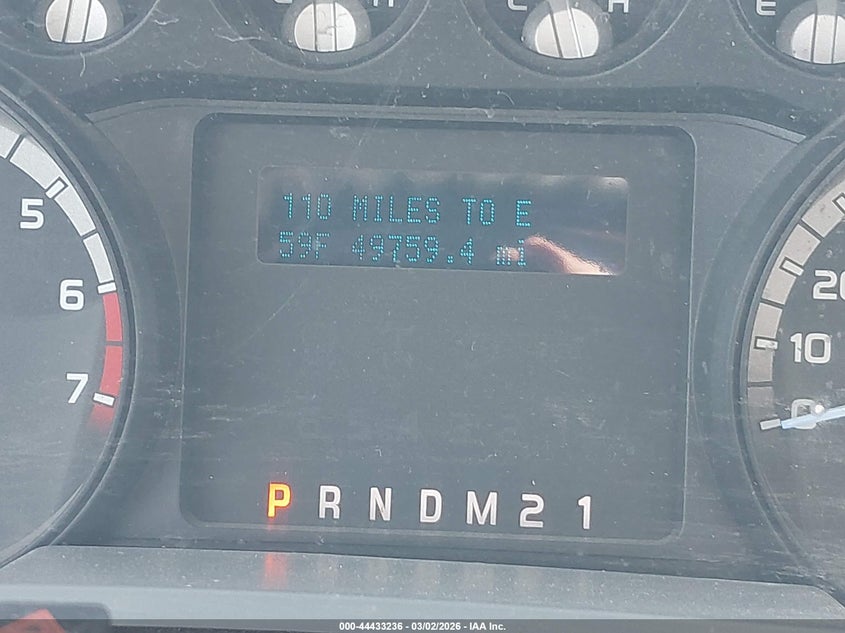 H C H E
5
6
7
110 MILES TO E
59F 49759.4 mi
20
10
0
P R N D M 2 1
000-44433236 - 03/02/2026 - IAA Inc.